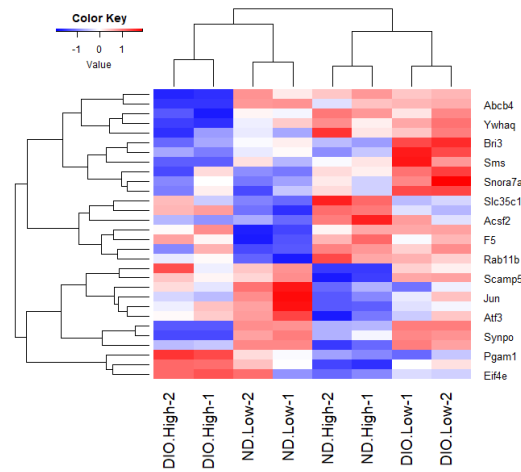 Color Key
-1 0 1
Value
Abcb4
Ywhaq
Bri3
Sms
Snora7a
Slc35c1
Acsf2
F5
Rab11b
Scamp5
Jun
Atf3
Synpo
Pgam1
Eif4e
DIO.High-2
DIO.High-1
ND.Low-2
ND.Low-1
ND.High-2
ND.High-1
DIO.Low-1
DIO.Low-2